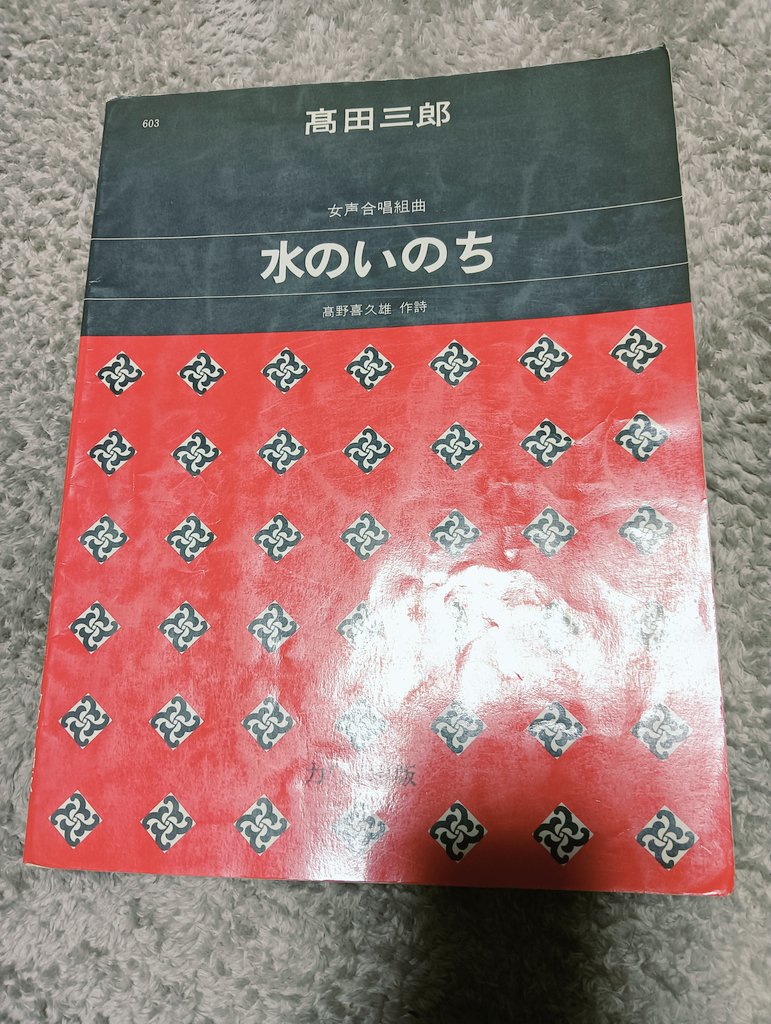 603
髙田三郎
女声合唱組曲
水のいのち
髙野喜久雄 作詩